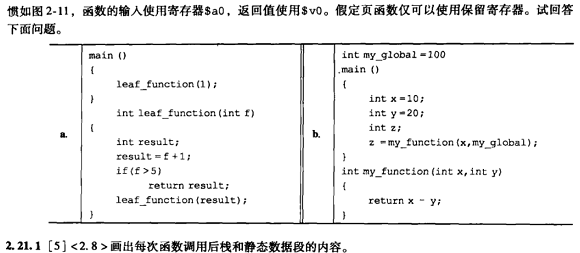 惯如图2-11，函数的输入使用寄存器$a0，返回值使用$v0。假定页函数仅可以使用保留寄存器。试回答
下面问题。
a.
main ()
{
leaf_function(1);
}
int leaf_function(int f)
{
int result;
result=f+1;
if(f>5)
return result;
leaf_function(result);
}
b.
int my_global=100
main ()
{
int x=10;
int y=20;
int z;
z=my_function(x,my_global);
}
int my_function(int x,int y)
{
return x - y;
}
2.21.1 [5]<2.8>画出每次函数调用后栈和静态数据段的内容。